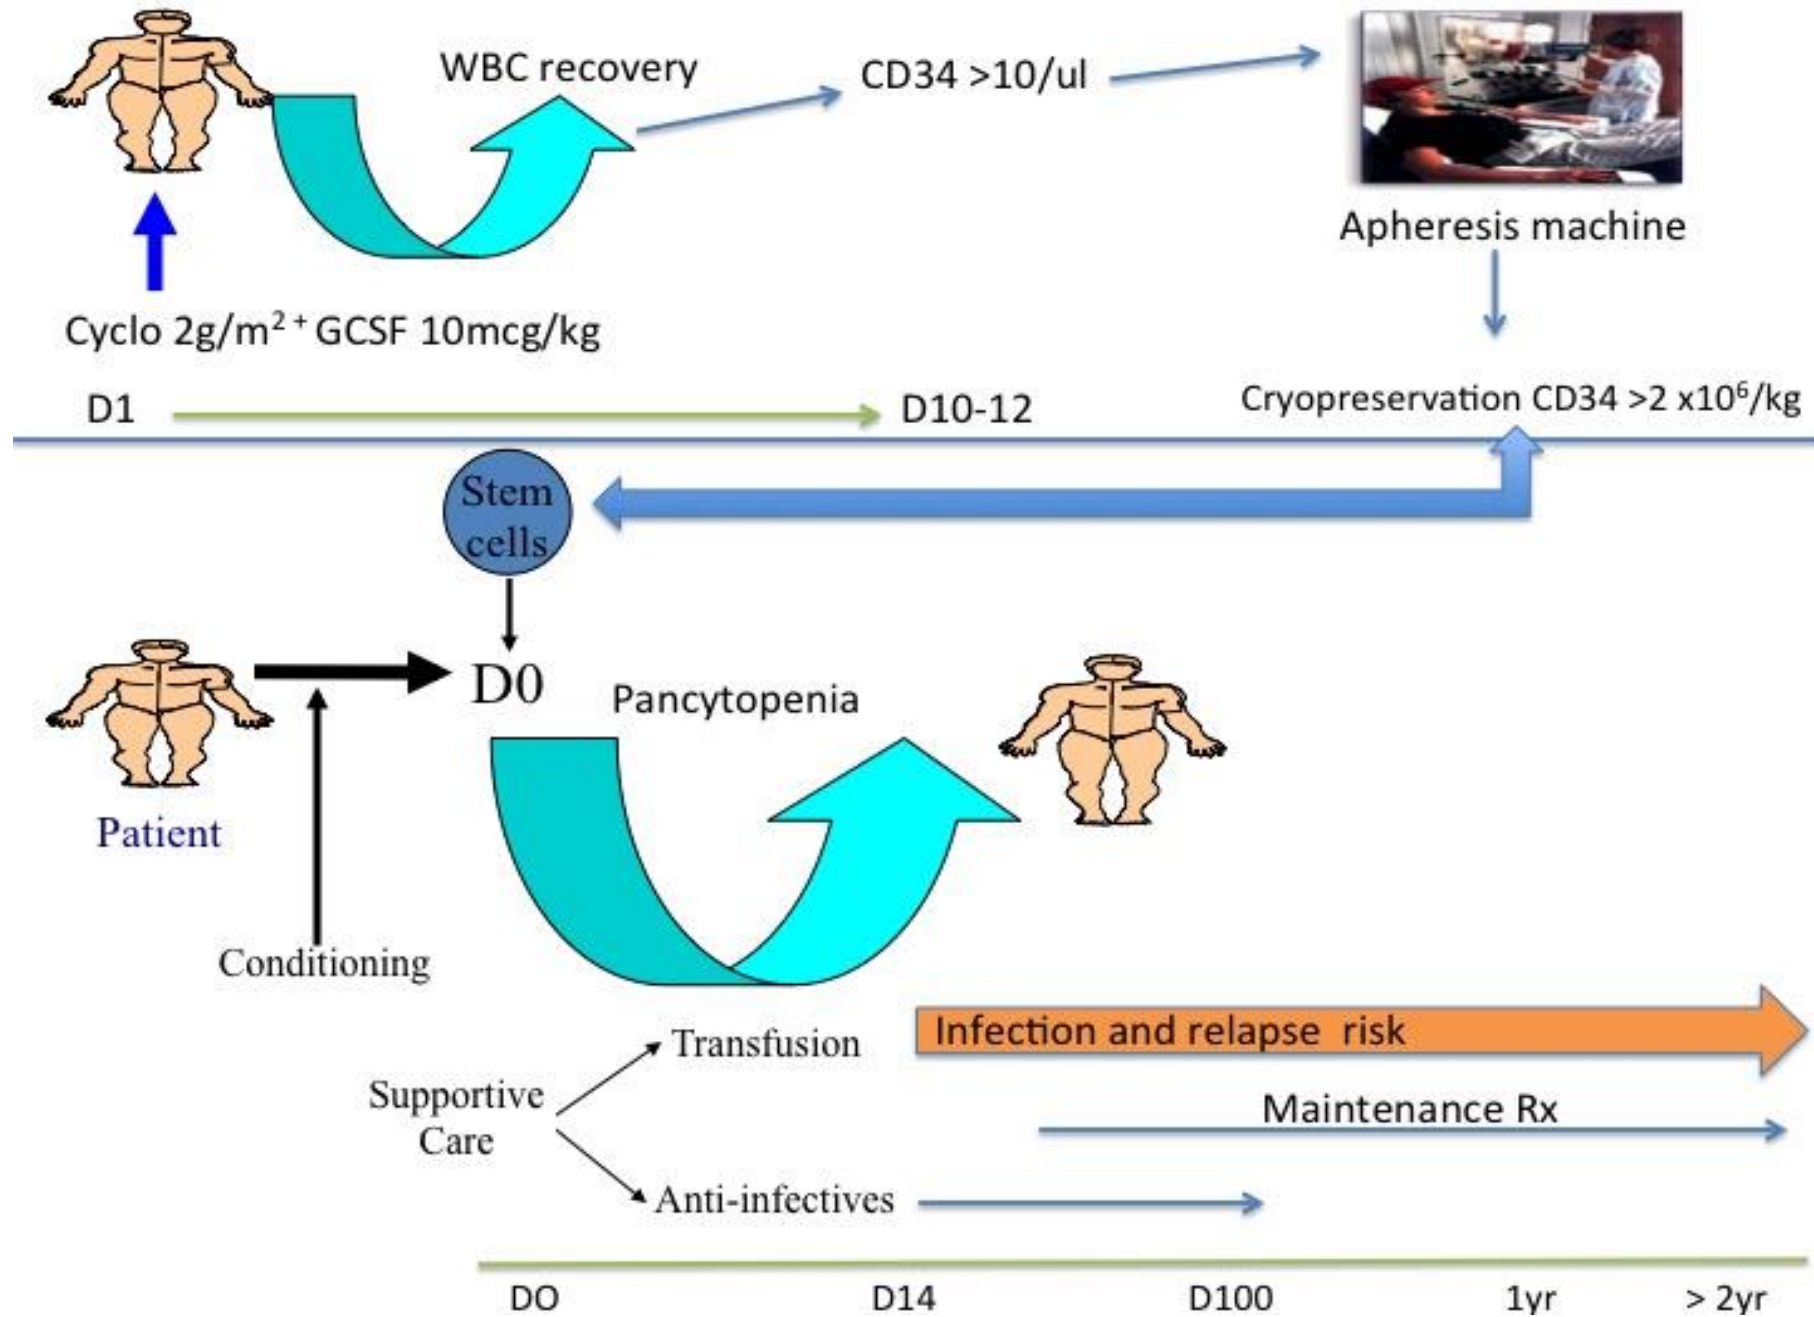 WBC recovery
CD34 >10/ul
Apheresis machine
Cyclo 2g/m²⁺ GCSF 10mcg/kg
D1
D10-12
Cryopreservation CD34 >2 x10⁶/kg
Stem
cells
D0
Pancytopenia
Patient
Conditioning
Infection and relapse risk
Transfusion
Supportive
Care
Maintenance Rx
Anti-infectives
DO
D14
D100
1yr
> 2yr